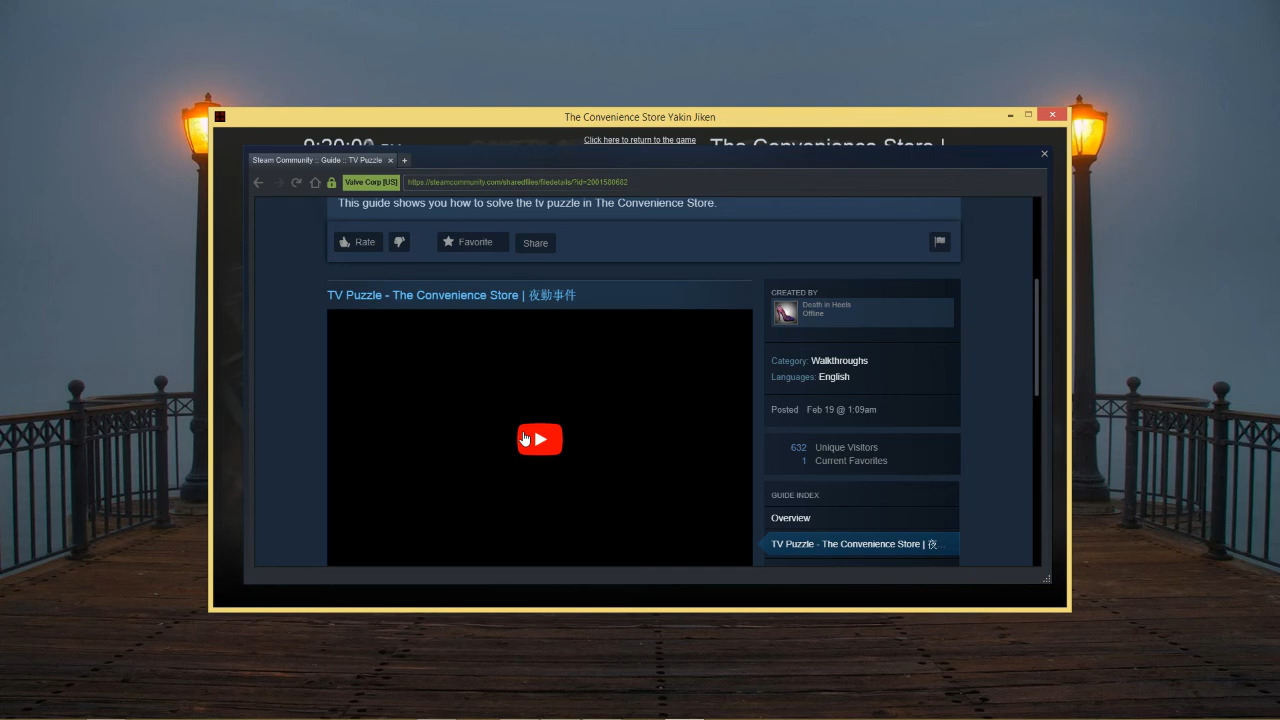 The Convenience Store Yakin Jiken
Click here to return to the game
The Convenience Store |
Steam Community :: Guide :: TV Puzzle
Valve Corp [US]
https://steamcommunity.com/sharedfiles/filedetails/?id=2001580682
This guide shows you how to solve the tv puzzle in The Convenience Store.
Rate
Favorite
Share
TV Puzzle - The Convenience Store | 夜勤事件
CREATED BY
Death in Heels
Offline
Category: Walkthroughs
Languages: English
Posted Feb 19 @ 1:09am
632 Unique Visitors
1 Current Favorites
GUIDE INDEX
Overview
TV Puzzle - The Convenience Store | 夜...